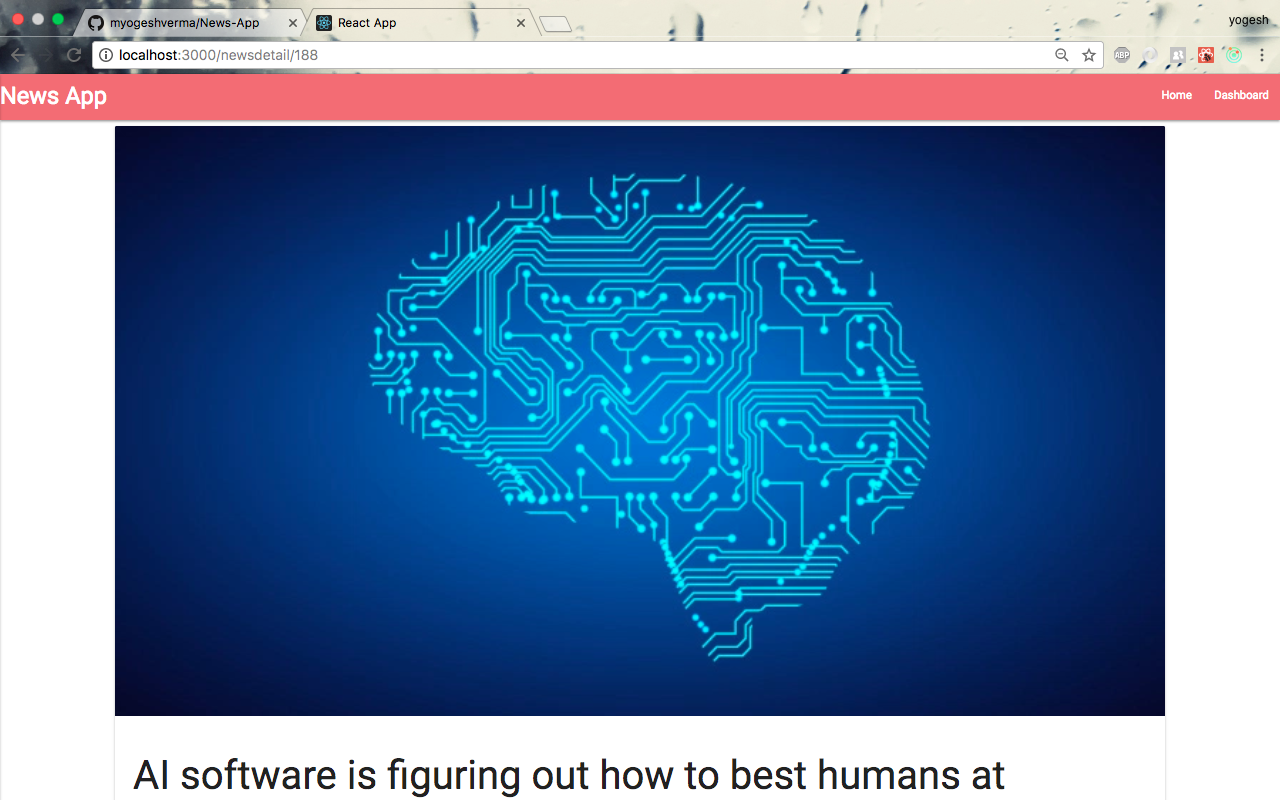 myogeshverma/News-App
React App
yogesh
localhost:3000/newsdetail/188
ABP
News App
Home
Dashboard
AI software is figuring out how to best humans at